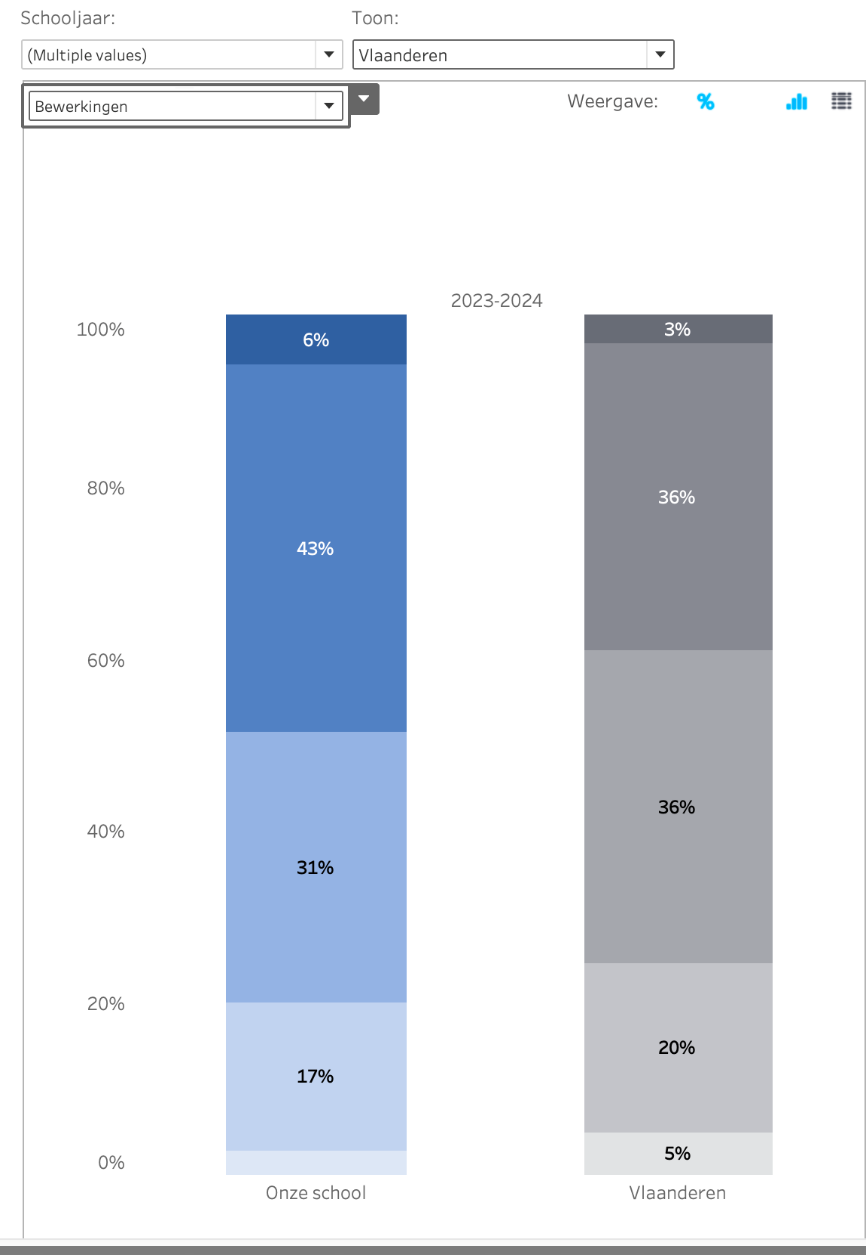 Schooljaar: Toon:
(Multiple values) Vlaanderen
Bewerkingen Weergave: %
2023-2024
100% 6% 3%
80% 43% 36%
60%
40% 31% 36%
20% 17% 20%
0% 5%
Onze school Vlaanderen